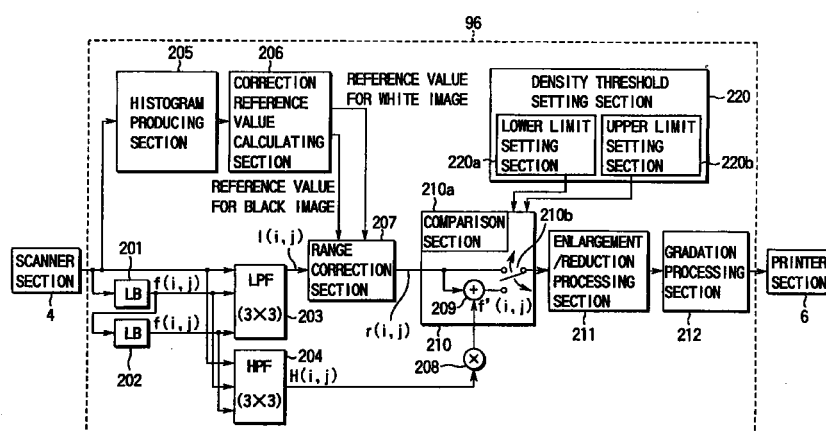 96
205
HISTOGRAM
PRODUCING
SECTION
206
CORRECTION
REFERENCE
VALUE
CALCULATING
SECTION
REFERENCE VALUE
FOR WHITE IMAGE
REFERENCE VALUE
FOR BLACK IMAGE
DENSITY THRESHOLD
SETTING SECTION
220
LOWER LIMIT
SETTING
SECTION
220a
UPPER LIMIT
SETTING
SECTION
220b
SCANNER
SECTION
4
201
LB
f(i,j)
LB
202
f(i,j)
LPF
(3×3)
203
l(i,j)
207
RANGE
CORRECTION
SECTION
r(i,j)
204
HPF
(3×3)
H(i,j)
208
210a
COMPARISON
SECTION
210b
209
f'(i,j)
210
ENLARGEMENT
/REDUCTION
PROCESSING
SECTION
211
GRADATION
PROCESSING
SECTION
212
PRINTER
SECTION
6